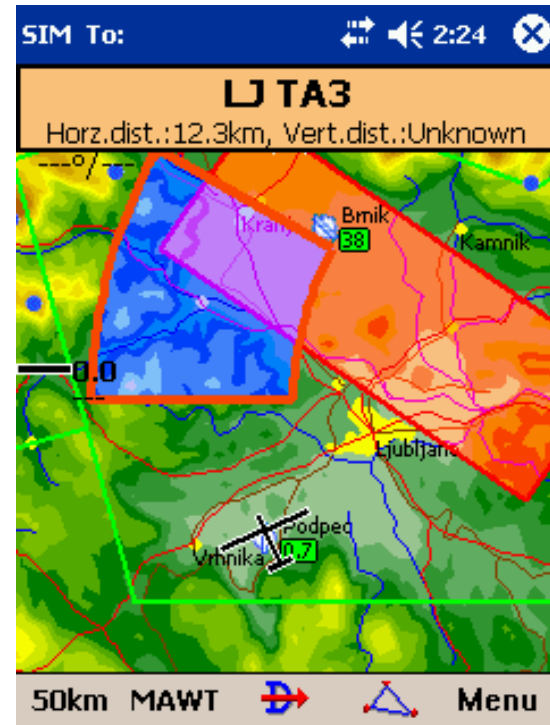 SIM To: 2:24
LJ TA3
Horz.dist.:12.3km, Vert.dist.:Unknown
---°/---
Brnik
Kranj
38
Kamnik
0.0
---
Ljubljana
Podpec
Vrhnika
0.7
50km MAWT D Menu